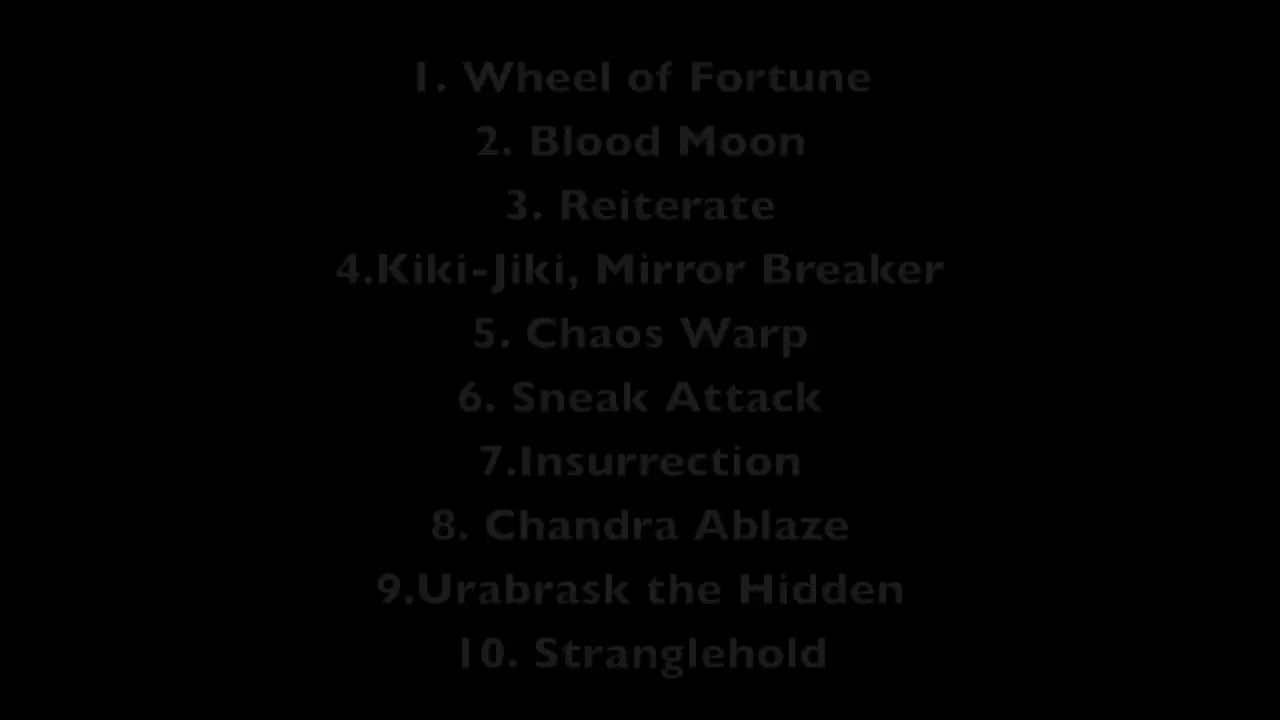 1. Wheel of Fortune
2. Blood Moon
3. Reiterate
4.Kiki-Jiki, Mirror Breaker
5. Chaos Warp
6. Sneak Attack
7.Insurrection
8. Chandra Ablaze
9.Urabrask the Hidden
10. Stranglehold